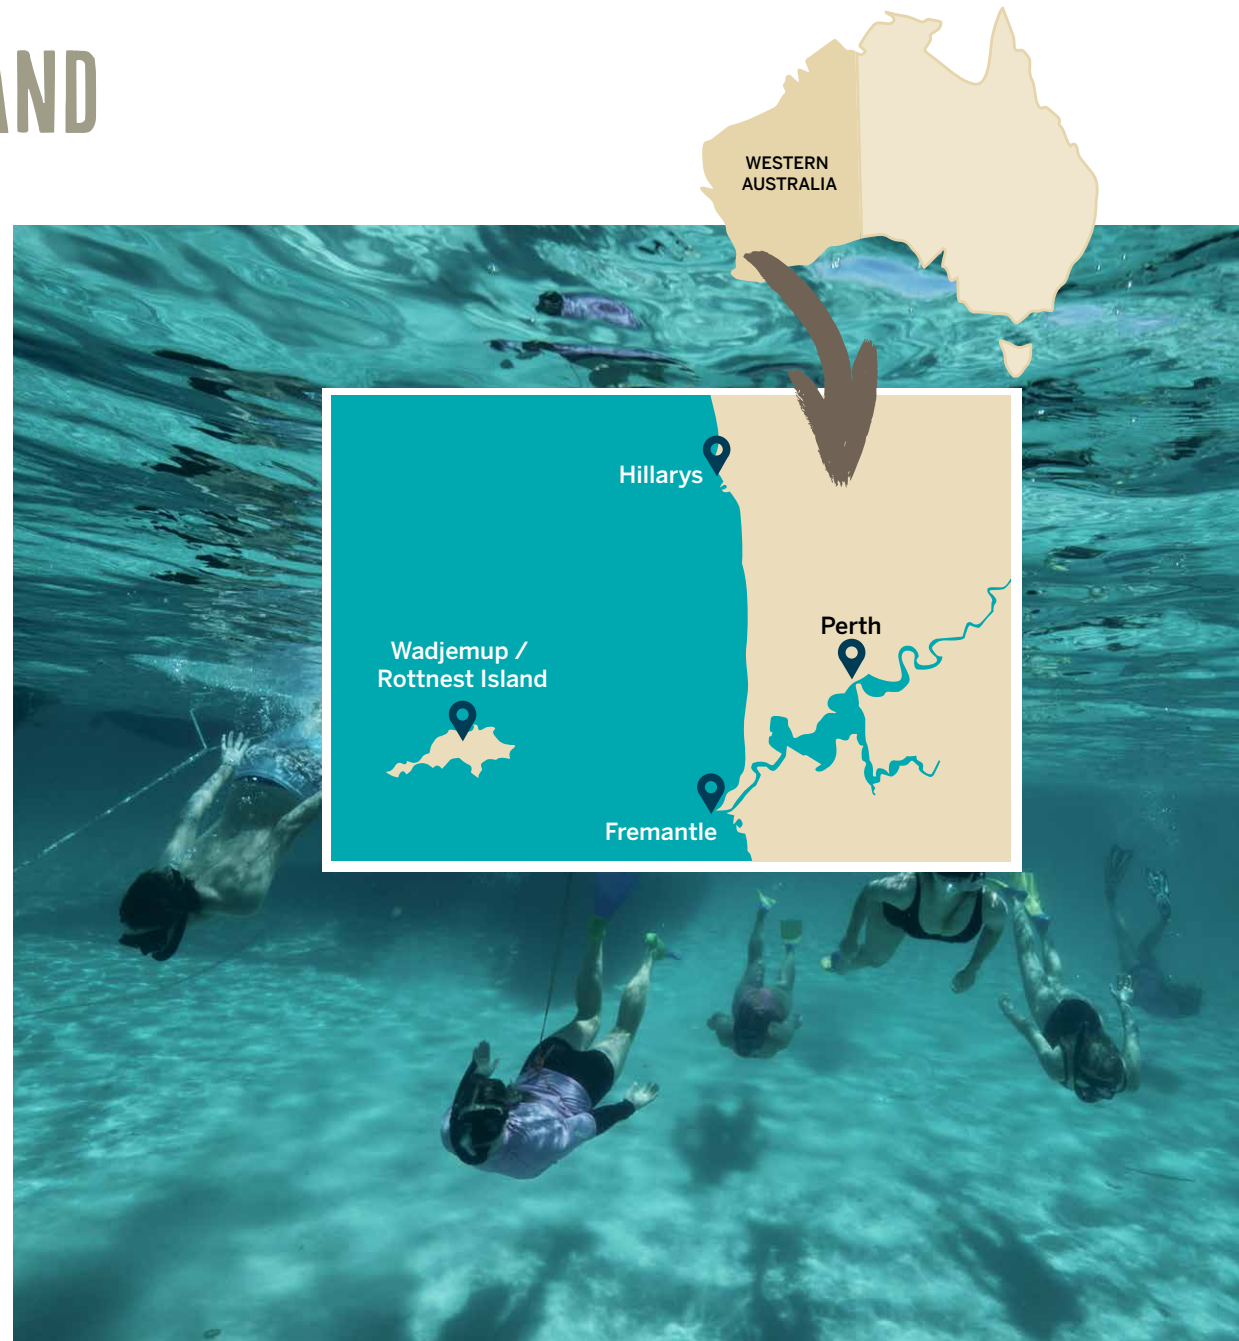 AND
WESTERN
AUSTRALIA
Hillarys
Perth
Wadjemup /
Rottnest Island
Fremantle